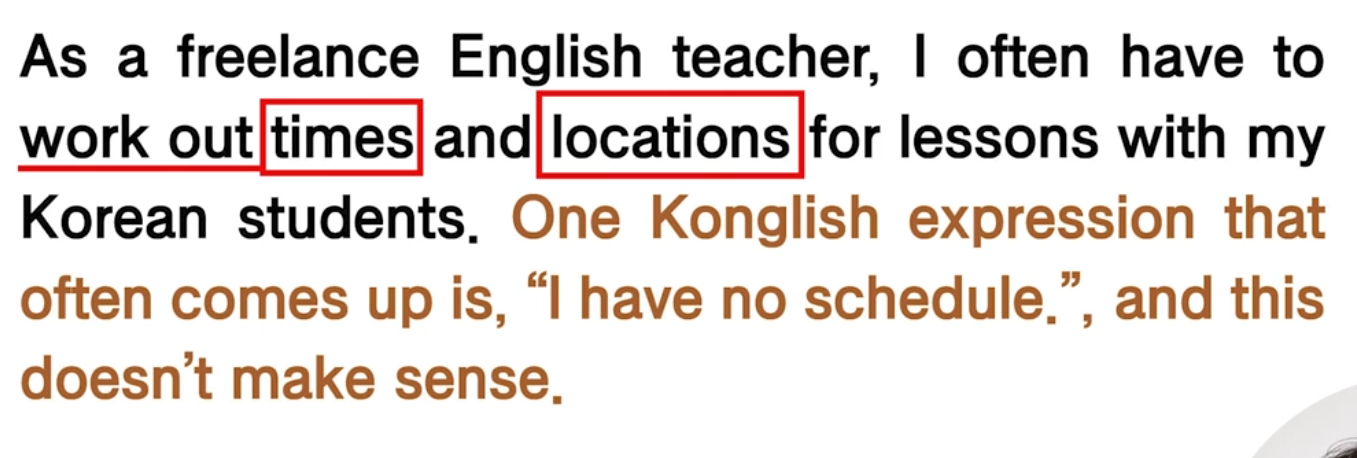 As a freelance English teacher, I often have to
work out times and locations for lessons with my
Korean students. One Konglish expression that
often comes up is, “I have no schedule.”, and this
doesn’t make sense.